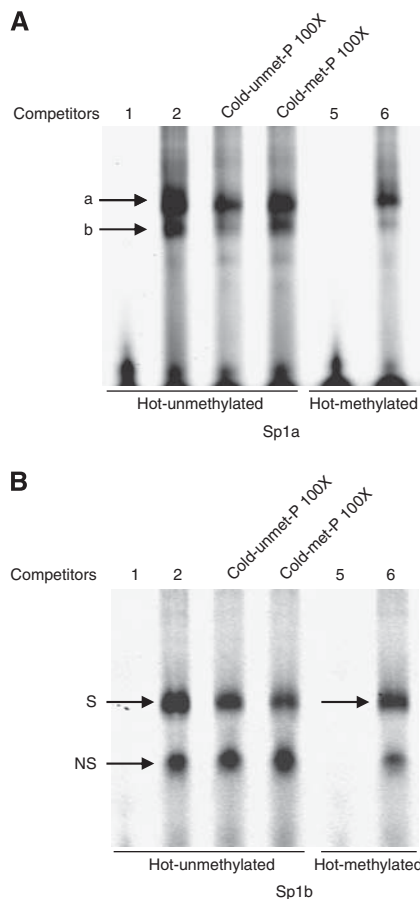 A
Cold-unmet-P 100X
Cold-met-P 100X
Competitors 1 2 5 6
a
b
Hot-unmethylated Hot-methylated
Sp1a
B
Cold-unmet-P 100X
Cold-met-P 100X
Competitors 1 2 5 6
S
NS
Hot-unmethylated Hot-methylated
Sp1b